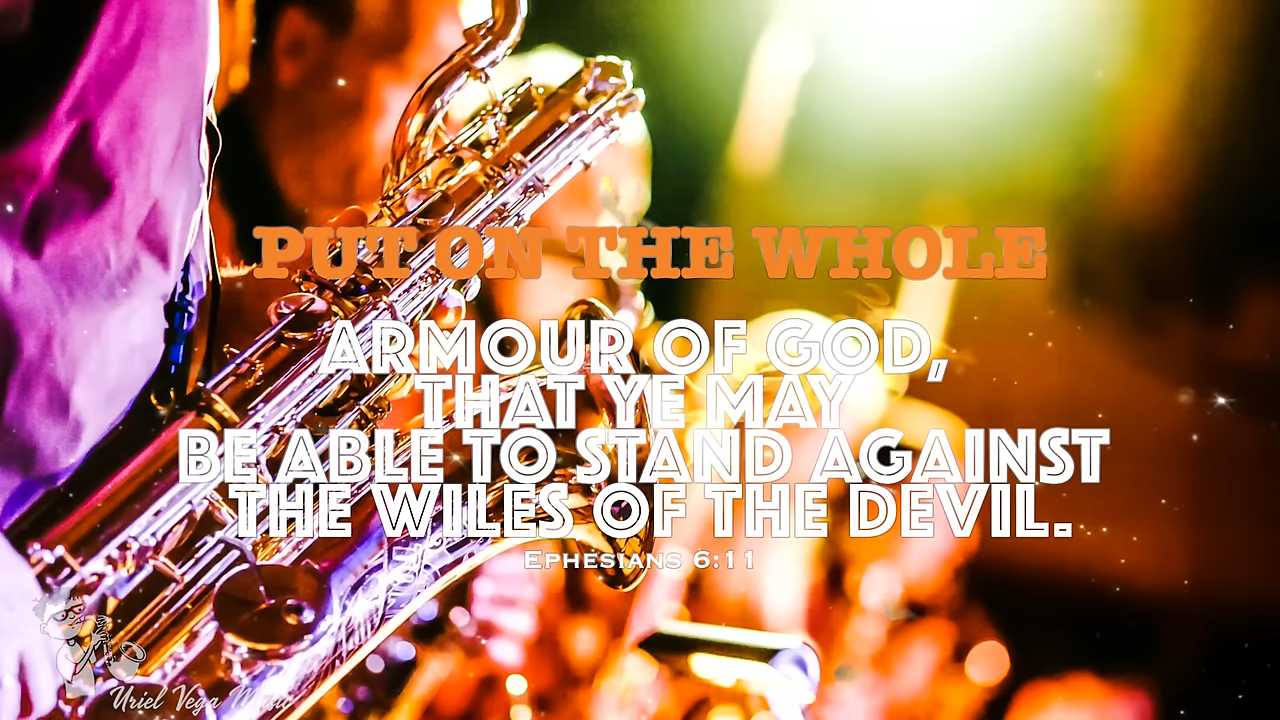 PUT ON THE WHOLE
ARMOUR OF GOD,
THAT YE MAY
BE ABLE TO STAND AGAINST
THE WILES OF THE DEVIL.
EPHESIANS 6:11
Uriel Vega Music